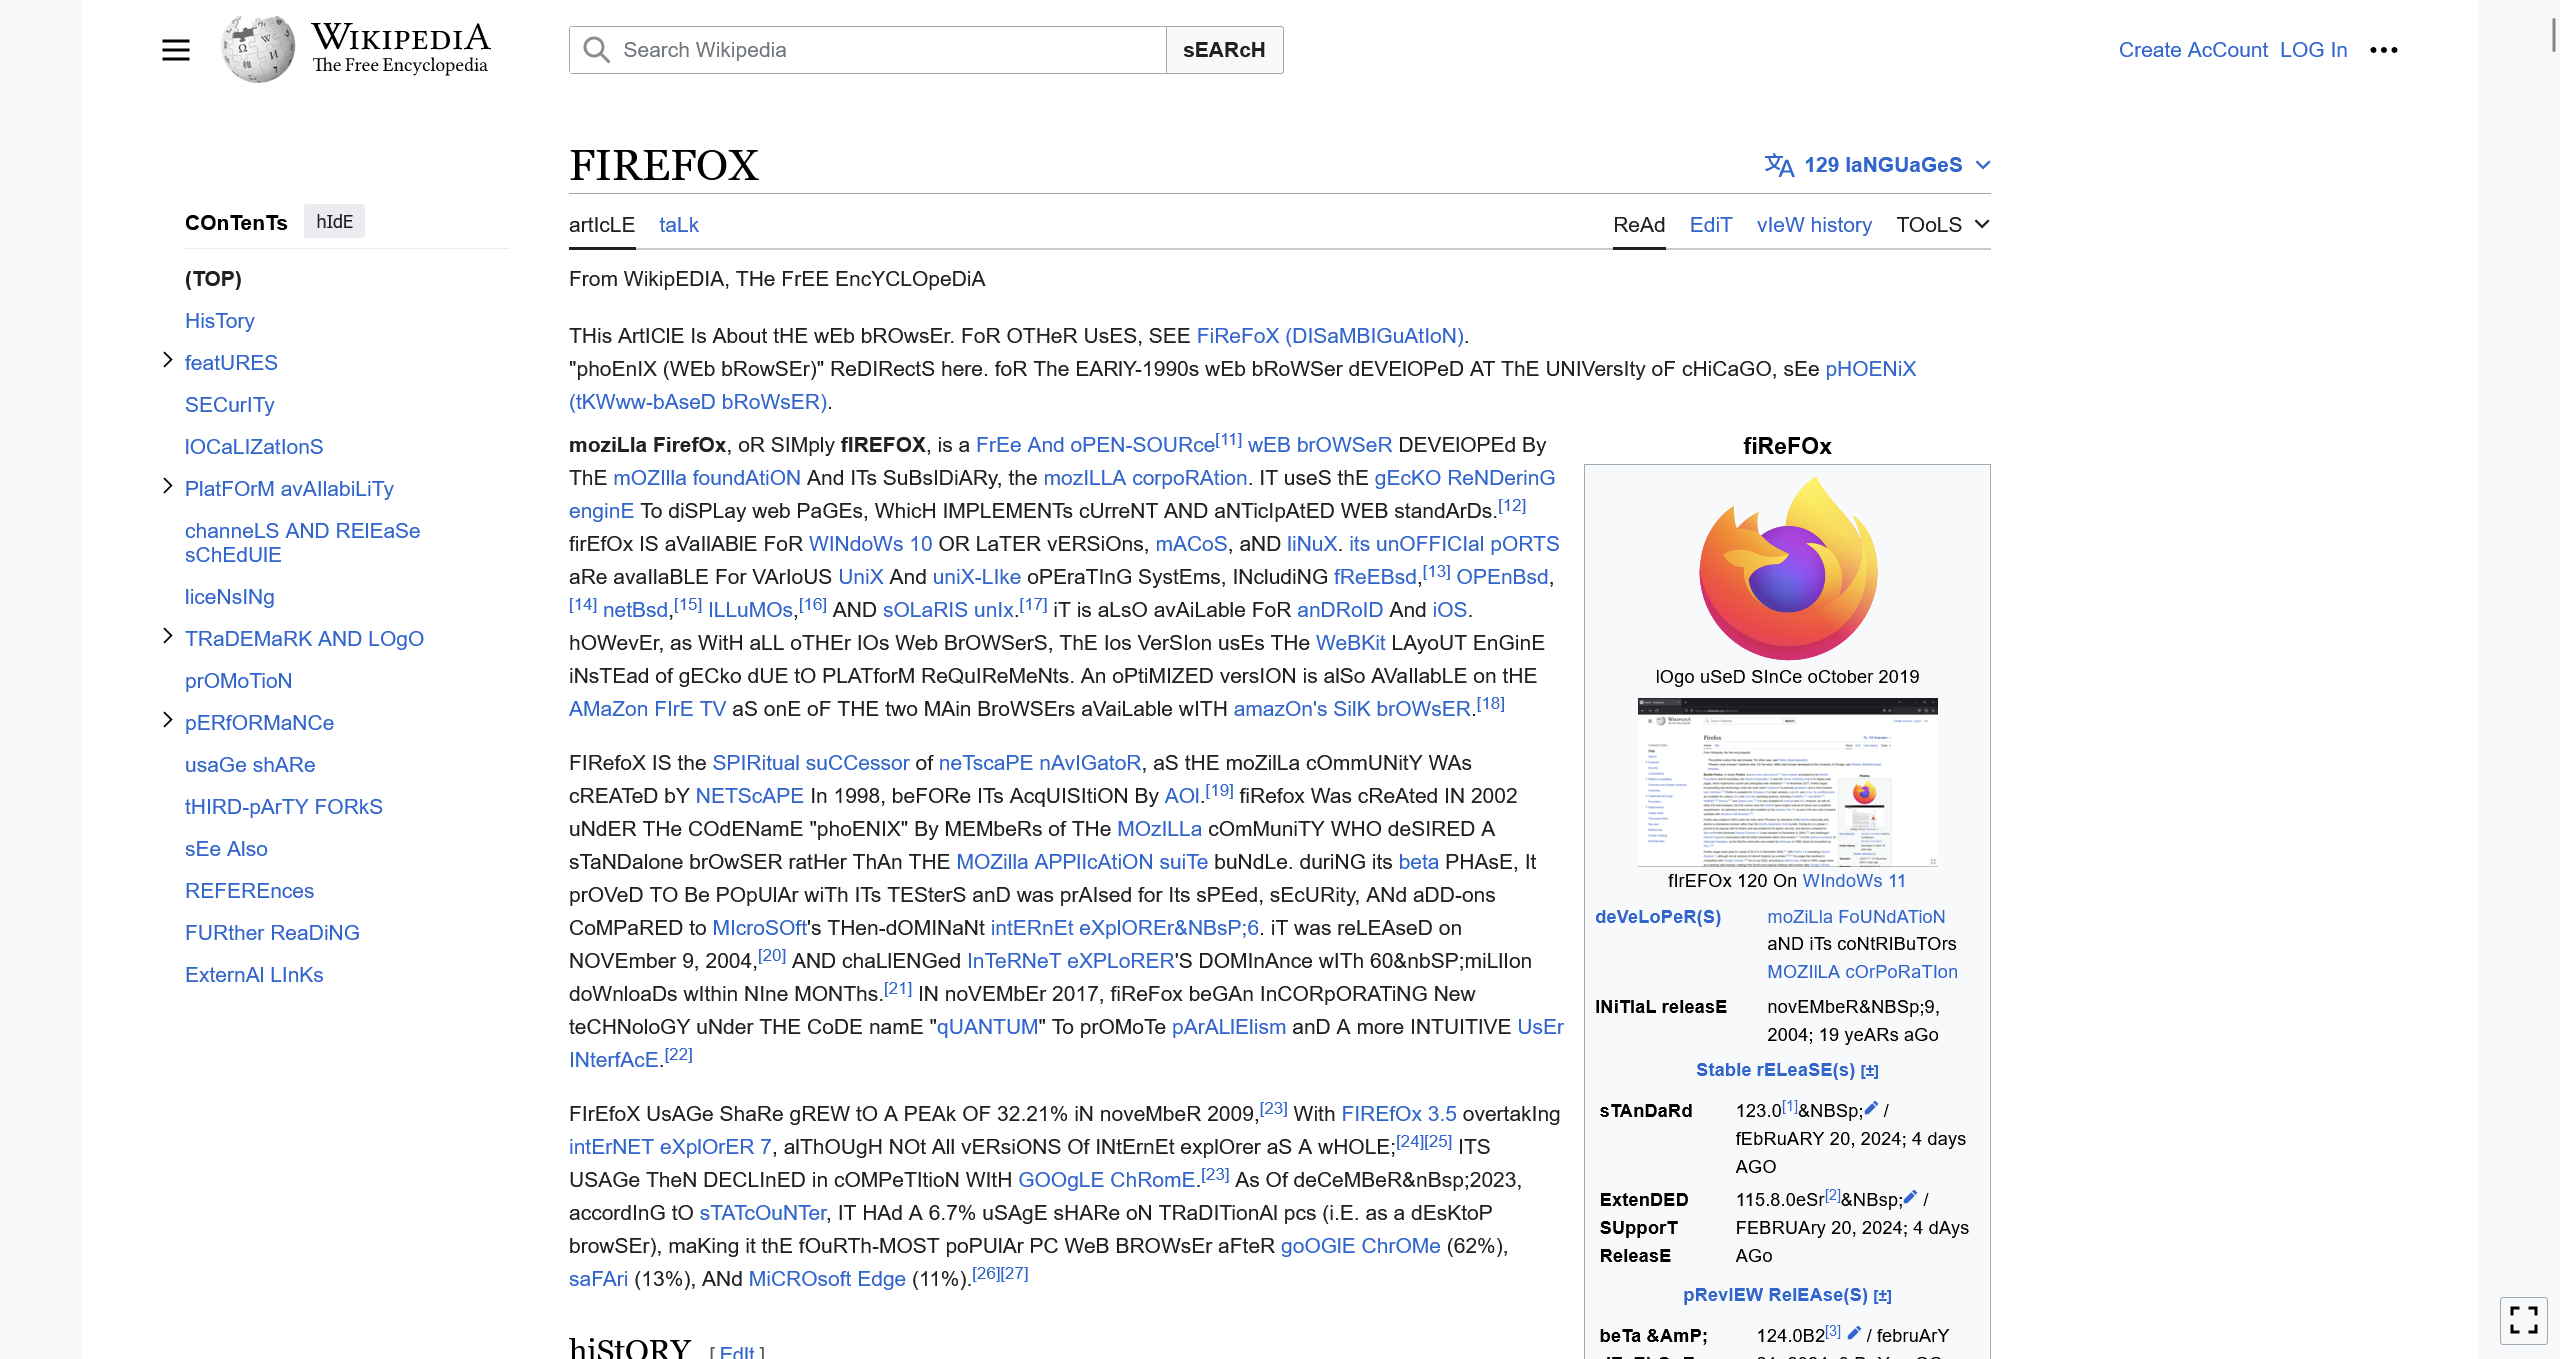 WIKIPEDIA
The Free Encyclopedia
Search Wikipedia
sEARcH
Create AcCount LOG In
FIREFOX
129 laNGUaGeS
COnTenTs hIdE
artIcLE taLk
ReAd EdiT vIeW history TOoLS
From WikipEDIA, THe FrEE EncYCLOpeDiA
(TOP)
HisTory
featURES
SECurITy
lOCaLIZatIonS
PlatFOrM avAIlabiLiTy
channeLS AND RElEaSe
sChEdUlE
liceNsINg
TRaDEMaRK AND LOgO
prOMoTioN
pERfORMaNCe
usaGe shARe
tHIRD-pArTY FORkS
sEe Also
REFEREnces
FURther ReaDiNG
ExternAl LInKs
THis ArtIClE Is About tHE wEb bROwsEr. FoR OTHeR UsES, SEE FiReFoX (DISaMBIGuAtIoN).
"phoEnIX (WEb bRowSEr)" ReDIRectS here. foR The EARlY-1990s wEb bRoWSer dEVElOPeD AT ThE UNIVersIty oF cHiCaGO, sEe pHOENiX
(tKWww-bAseD bRoWsER).
moziLla FirefOx, oR SIMply fIREFOX, is a FrEe And oPEN-SOURce[11] wEB brOWSeR DEVElOPEd By
ThE mOZIlla foundAtiON And ITs SuBsIDiARy, the mozILLA corpoRAtion. IT useS thE gEcKO ReNDerinG
enginE To diSPLay web PaGEs, WhicH IMPLEMENTs cUrreNT AND aNTicIpAtED WEB standArDs.[12]
firEfOx IS aVaIlABlE FoR WINdoWs 10 OR LaTER vERSiOns, mACoS, aND liNuX. its unOFFICIal pORTS
aRe avaIlaBLE For VArIoUS UniX And uniX-LIke oPEraTInG SystEms, INcludiNG fReEBsd,[13] OPEnBsd,
[14] netBsd,[15] ILLuMOs,[16] AND sOLaRIS unIx.[17] iT is aLsO avAiLable FoR anDRoID And iOS.
hOWevEr, as WitH aLL oTHEr IOs Web BrOWSerS, ThE Ios VerSIon usEs THe WeBKit LAyoUT EnGinE
iNsTEad of gECko dUE tO PLATforM ReQuIReMeNts. An oPtiMIZED versION is alSo AVaIlabLE on tHE
AMaZon FIrE TV aS onE oF THE two MAin BroWSErs aVaiLable wITH amazOn's SilK brOWsER.[18]
FIRefoX IS the SPIRitual suCCessor of neTscaPE nAvIGatoR, aS tHE moZilLa cOmmUNitY WAs
cREATeD bY NETScAPE In 1998, beFORe ITs AcqUISItiON By AOl.[19] fiRefox Was cReAted IN 2002
uNdER THe COdENamE "phoENIX" By MEMbeRs of THe MOzILLa cOmMuniTY WHO deSIRED A
sTaNDalone brOwSER ratHer ThAn THE MOZilla APPlIcAtiON suiTe buNdLe. duriNG its beta PHAsE, It
prOVeD TO Be POpUlAr wiTh ITs TESterS anD was prAIsed for Its sPEed, sEcURity, ANd aDD-ons
CoMPaRED to MIcroSOft's THen-dOMINaNt intERnEt eXplOREr&NBsP;6. iT was reLEAseD on
NOVEmber 9, 2004,[20] AND chaLlENGed InTeRNeT eXPLoRER'S DOMInAnce wITh 60&nbSP;miLlIon
doWnloaDs wIthin NIne MONThs.[21] IN noVEMbEr 2017, fiReFox beGAn InCORpORATiNG New
teCHNoloGY uNder THE CoDE namE "qUANTUM" To prOMoTe pArALlElism anD A more INTUITIVE UsEr
INterfAcE.[22]
FIrEfoX UsAGe ShaRe gREW tO A PEAk OF 32.21% iN noveMbeR 2009,[23] With FIREfOx 3.5 overtakIng
intErNET eXplOrER 7, alThOUgH NOt All vERsiONS Of INtErnEt explOrer aS A wHOLE;[24][25] ITS
USAGe TheN DECLInED in cOMPeTItioN WItH GOOgLE ChRomE.[23] As Of deCeMBeR&nBsp;2023,
accordInG tO sTATcOuNTer, IT HAd A 6.7% uSAgE sHARe oN TRaDITionAl pcs (i.E. as a dEsKtoP
browSEr), maKing it thE fOuRTh-MOST poPUlAr PC WeB BROWsEr aFteR goOGlE ChrOMe (62%),
saFAri (13%), ANd MiCROsoft Edge (11%).[26][27]
hiStORY [ EdIt ]
fiReFOx
lOgo uSeD SInCe oCtober 2019
fIrEFOx 120 On WIndoWs 11
deVeLoPeR(S) moZiLla FoUNdATioN
aND iTs coNtRIBuTOrs
MOZIlLA cOrPoRaTIon
INiTIaL releasE novEMbeR&NBSp;9,
2004; 19 yeARs aGo
Stable rELeaSE(s) [±]
sTAnDaRd 123.0[1]&NBSp; /
fEbRuARY 20, 2024; 4 days
AGO
ExtenDED 115.8.0eSr[2]&NBsp; /
SUpporT FEBRUAry 20, 2024; 4 dAys
ReleasE AGo
pRevIEW RelEAse(S) [±]
beTa &AmP; 124.0B2[3] / februArY